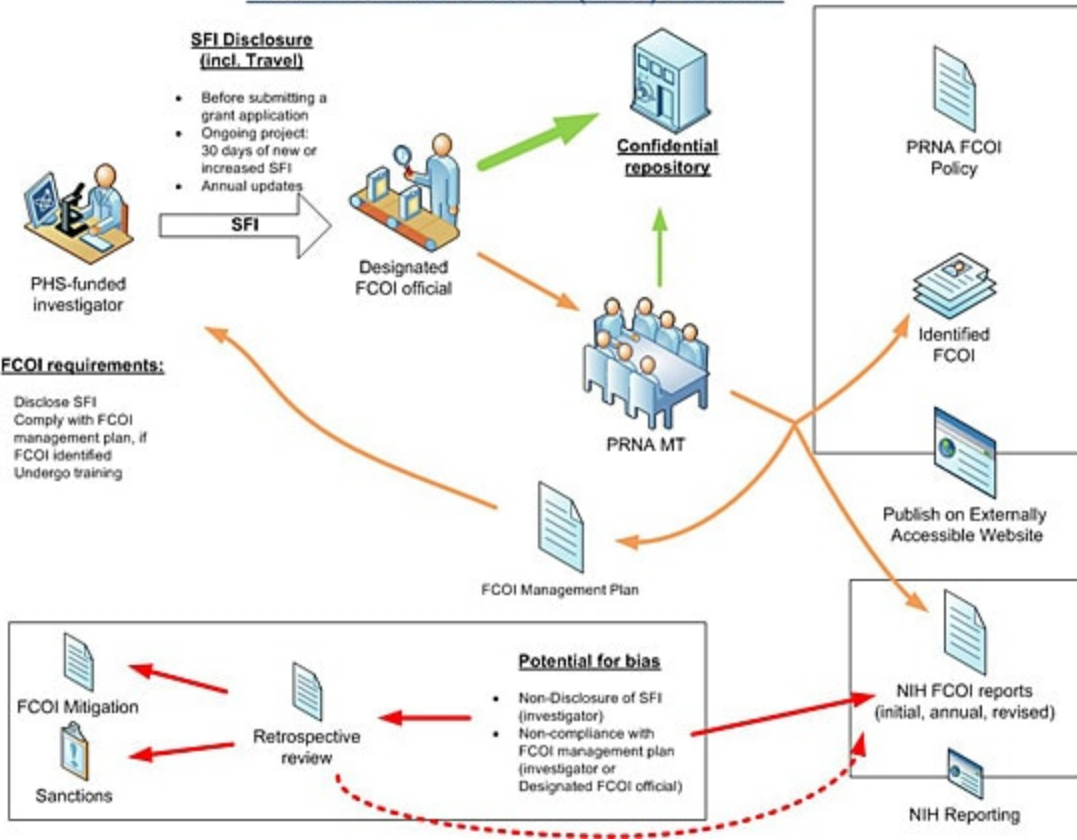 SFI Disclosure
(incl. Travel)
• Before submitting a
grant application
• Ongoing project:
30 days of new or
increased SFI
• Annual updates
SFI
PHS-funded
investigator
Designated
FCOI official
Confidential
repository
PRNA FCOI
Policy
Identified
FCOI
Publish on Externally
Accessible Website
PRNA MT
FCOI requirements:
Disclose SFI
Comply with FCOI
management plan, if
FCOI identified
Undergo training
FCOI Management Plan
Potential for bias
• Non-Disclosure of SFI
(investigator)
• Non-compliance with
FCOI management plan
(investigator or
Designated FCOI official)
Retrospective
review
FCOI Mitigation
Sanctions
NIH FCOI reports
(initial, annual, revised)
NIH Reporting